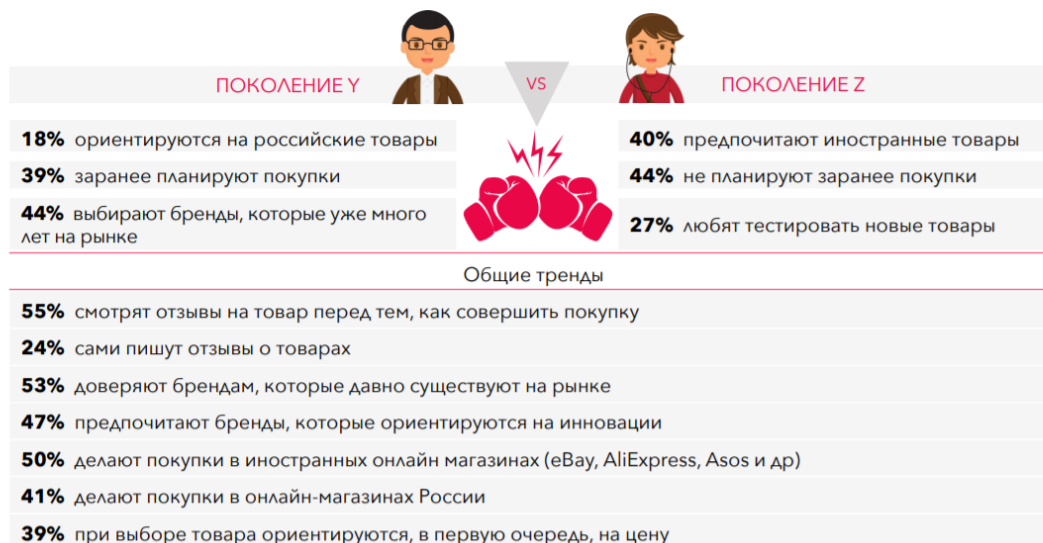 ПОКОЛЕНИЕ Y
VS
ПОКОЛЕНИЕ Z
18% ориентируются на российские товары
39% заранее планируют покупки
44% выбирают бренды, которые уже много
лет на рынке
40% предпочитают иностранные товары
44% не планируют заранее покупки
27% любят тестировать новые товары
Общие тренды
55% смотрят отзывы на товар перед тем, как совершить покупку
24% сами пишут отзывы о товарах
53% доверяют брендам, которые давно существуют на рынке
47% предпочитают бренды, которые ориентируются на инновации
50% делают покупки в иностранных онлайн магазинах (eBay, AliExpress, Asos и др)
41% делают покупки в онлайн-магазинах России
39% при выборе товара ориентируются, в первую очередь, на цену